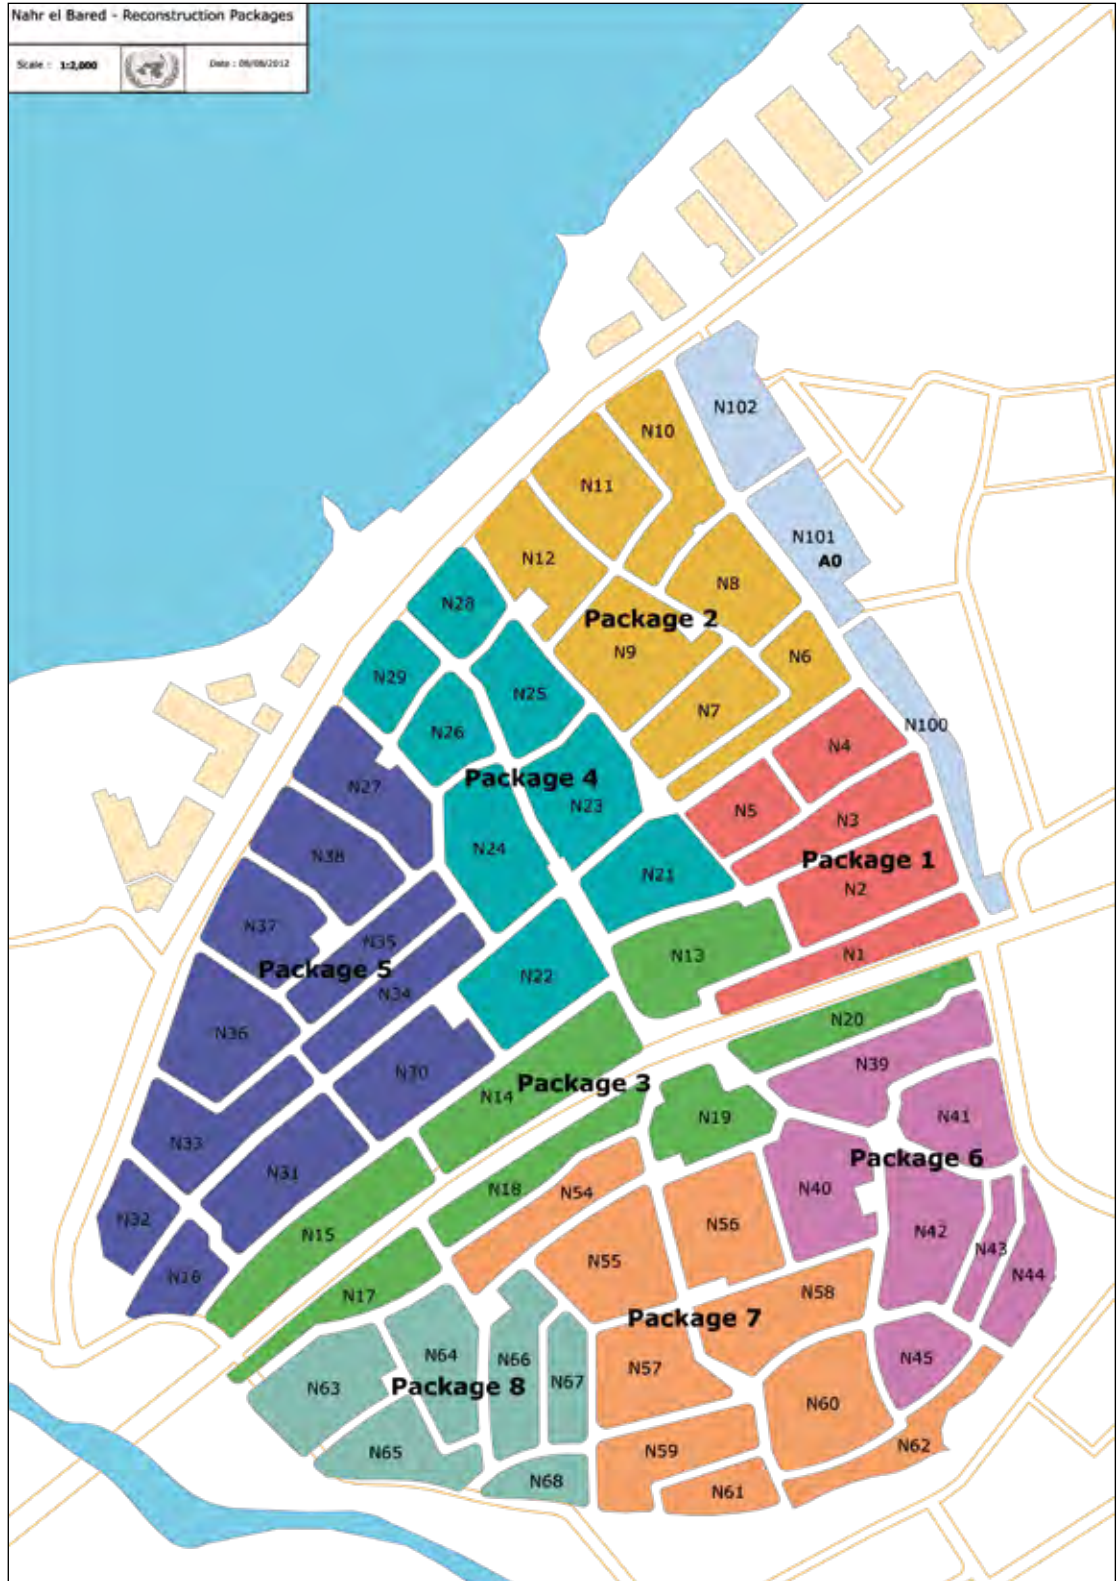 Nahr el Bared - Reconstruction Packages
Scale : 1:2,000
Date : 08/08/2012
N102
N10
N11
N101
A0
N12
N8
N28
Package 2
N9
N6
N29
N25
N7
N100
N26
N4
Package 4
N27
N23
N5
N3
N38
N24
Package 1
N21
N2
N37
N35
N13
N1
Package 5
N22
N34
N20
N36
N39
N30
Package 3
N14
N19
N41
N33
Package 6
N31
N18
N54
N40
N32
N56
N42
N15
N43
N16
N55
N44
N17
N58
Package 7
N64
N66
N45
N57
N63
Package 8
N67
N60
N65
N59
N62
N68
N61